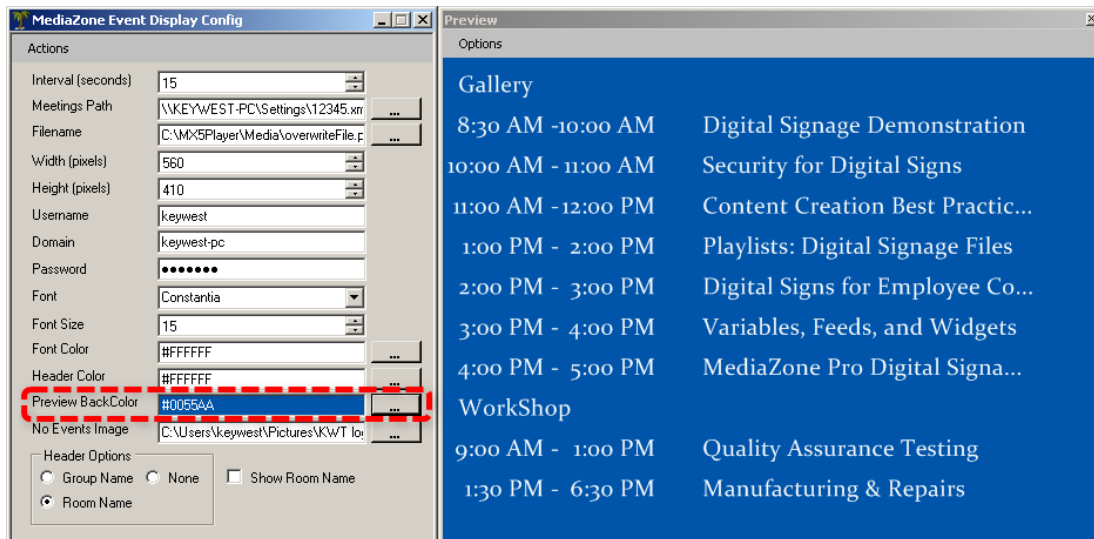 MediaZone Event Display Config
Actions
Interval (seconds) 15
Meetings Path \\KEYWEST-PC\Settings\12345.xm ...
Filename C:\MX5Player\Media\overwriteFile.p ...
Width (pixels) 560
Height (pixels) 410
Username keywest
Domain keywest-pc
Password •••••••
Font Constantia
Font Size 15
Font Color #FFFFFF ...
Header Color #FFFFFF ...
Preview BackColor #0055AA ...
No Events Image C:\Users\keywest\Pictures\KWT log ...
Header Options
Group Name None Show Room Name
Room Name
Preview
Options
Gallery
8:30 AM -10:00 AM Digital Signage Demonstration
10:00 AM - 11:00 AM Security for Digital Signs
11:00 AM -12:00 PM Content Creation Best Practic...
1:00 PM - 2:00 PM Playlists: Digital Signage Files
2:00 PM - 3:00 PM Digital Signs for Employee Co...
3:00 PM - 4:00 PM Variables, Feeds, and Widgets
4:00 PM - 5:00 PM MediaZone Pro Digital Signa...
WorkShop
9:00 AM - 1:00 PM Quality Assurance Testing
1:30 PM - 6:30 PM Manufacturing & Repairs